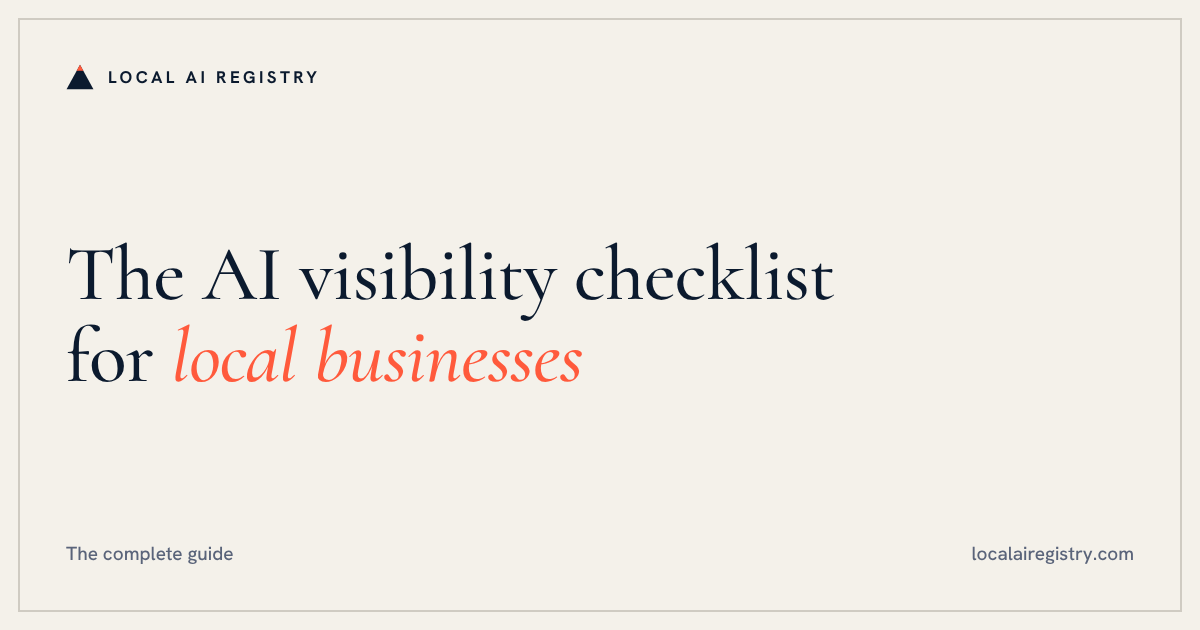 LOCAL AI REGISTRY
The AI visibility checklist
for local businesses
The complete guide
localairegistry.com